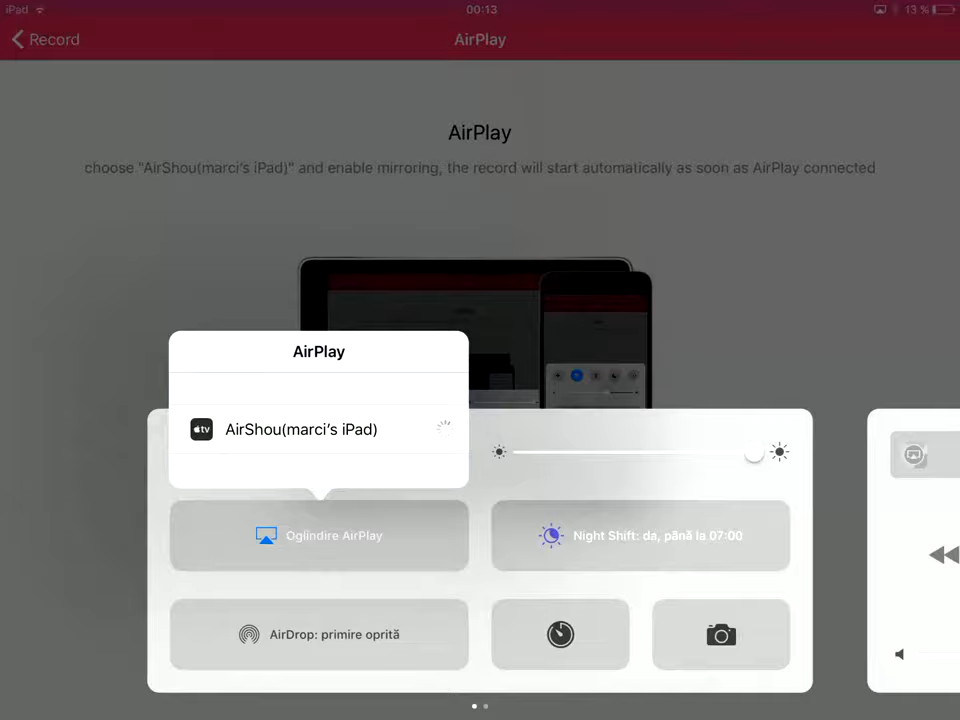 iPad
00:13
13 %
Record
AirPlay
AirPlay
choose "AirShou(marci's iPad)" and enable mirroring, the record will start automatically as soon as AirPlay connected
AirPlay
tv
AirShou(marci's iPad)
Oglindire AirPlay
Night Shift: da, până la 07:00
AirDrop: primire oprită